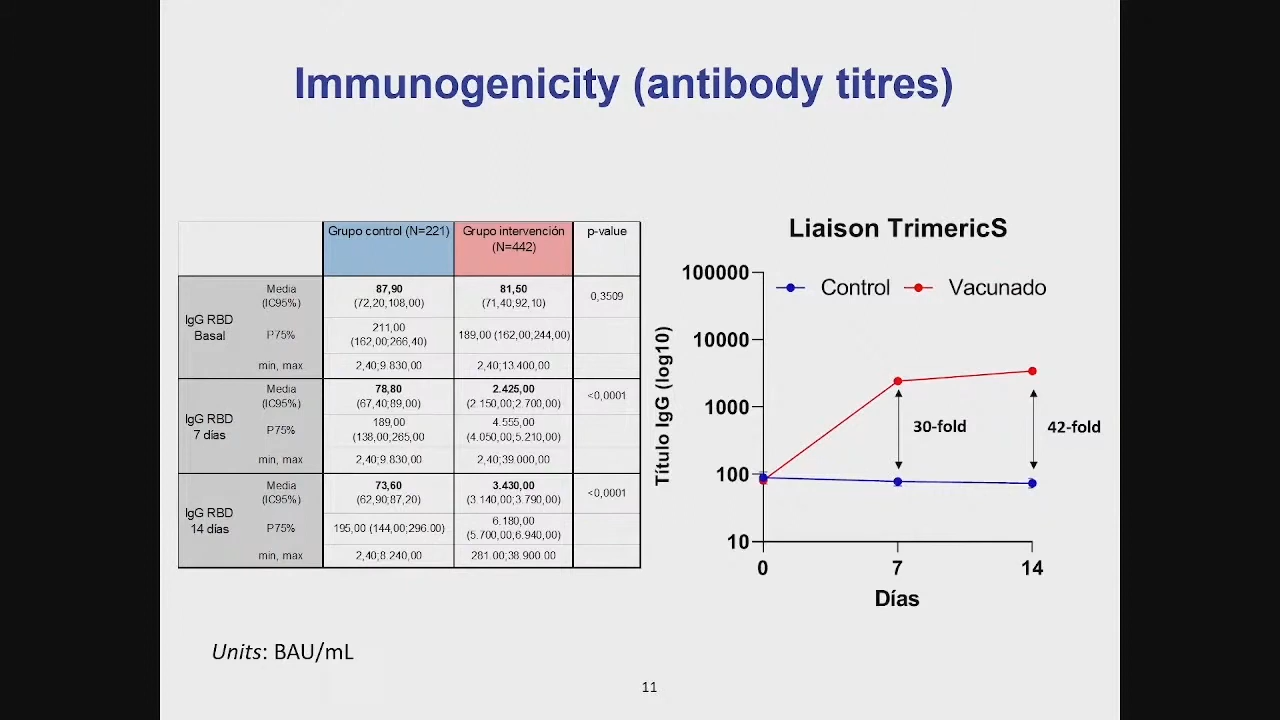 Immunogenicity (antibody titres)
Grupo control (N=221)
Grupo intervención
(N=442)
p-value
IgG RBD
Basal
Media
(IC95%)
87,90
(72,20,108,00)
81,50
(71,40;92,10)
0,3509
P75%
211,00
(162,00;266,40)
189,00 (162,00;244,00)
min, max
2,40;9.830,00
2,40;13.400,00
IgG RBD
7 días
Media
(IC95%)
78,80
(67,40;89,00)
2.425,00
(2.150,00;2.700,00)
<0,0001
P75%
189,00
(138,00;265,00
4.555,00
(4.050,00;5.210,00)
min, max
2,40;9.830,00
2,40;39.000,00
IgG RBD
14 días
Media
(IC95%)
73,60
(62,90;87,20)
3.430,00
(3.140,00;3.790,00)
<0,0001
P75%
195,00 (144,00;296.00)
6.180,00
(5.700,00;6.940,00)
min, max
2,40;8.240,00
281.00;38.900.00
Units: BAU/mL
Liaison TrimericS
Control
Vacunado
Título IgG (log10)
100000
10000
1000
100
10
30-fold
42-fold
0 7 14
Días
11